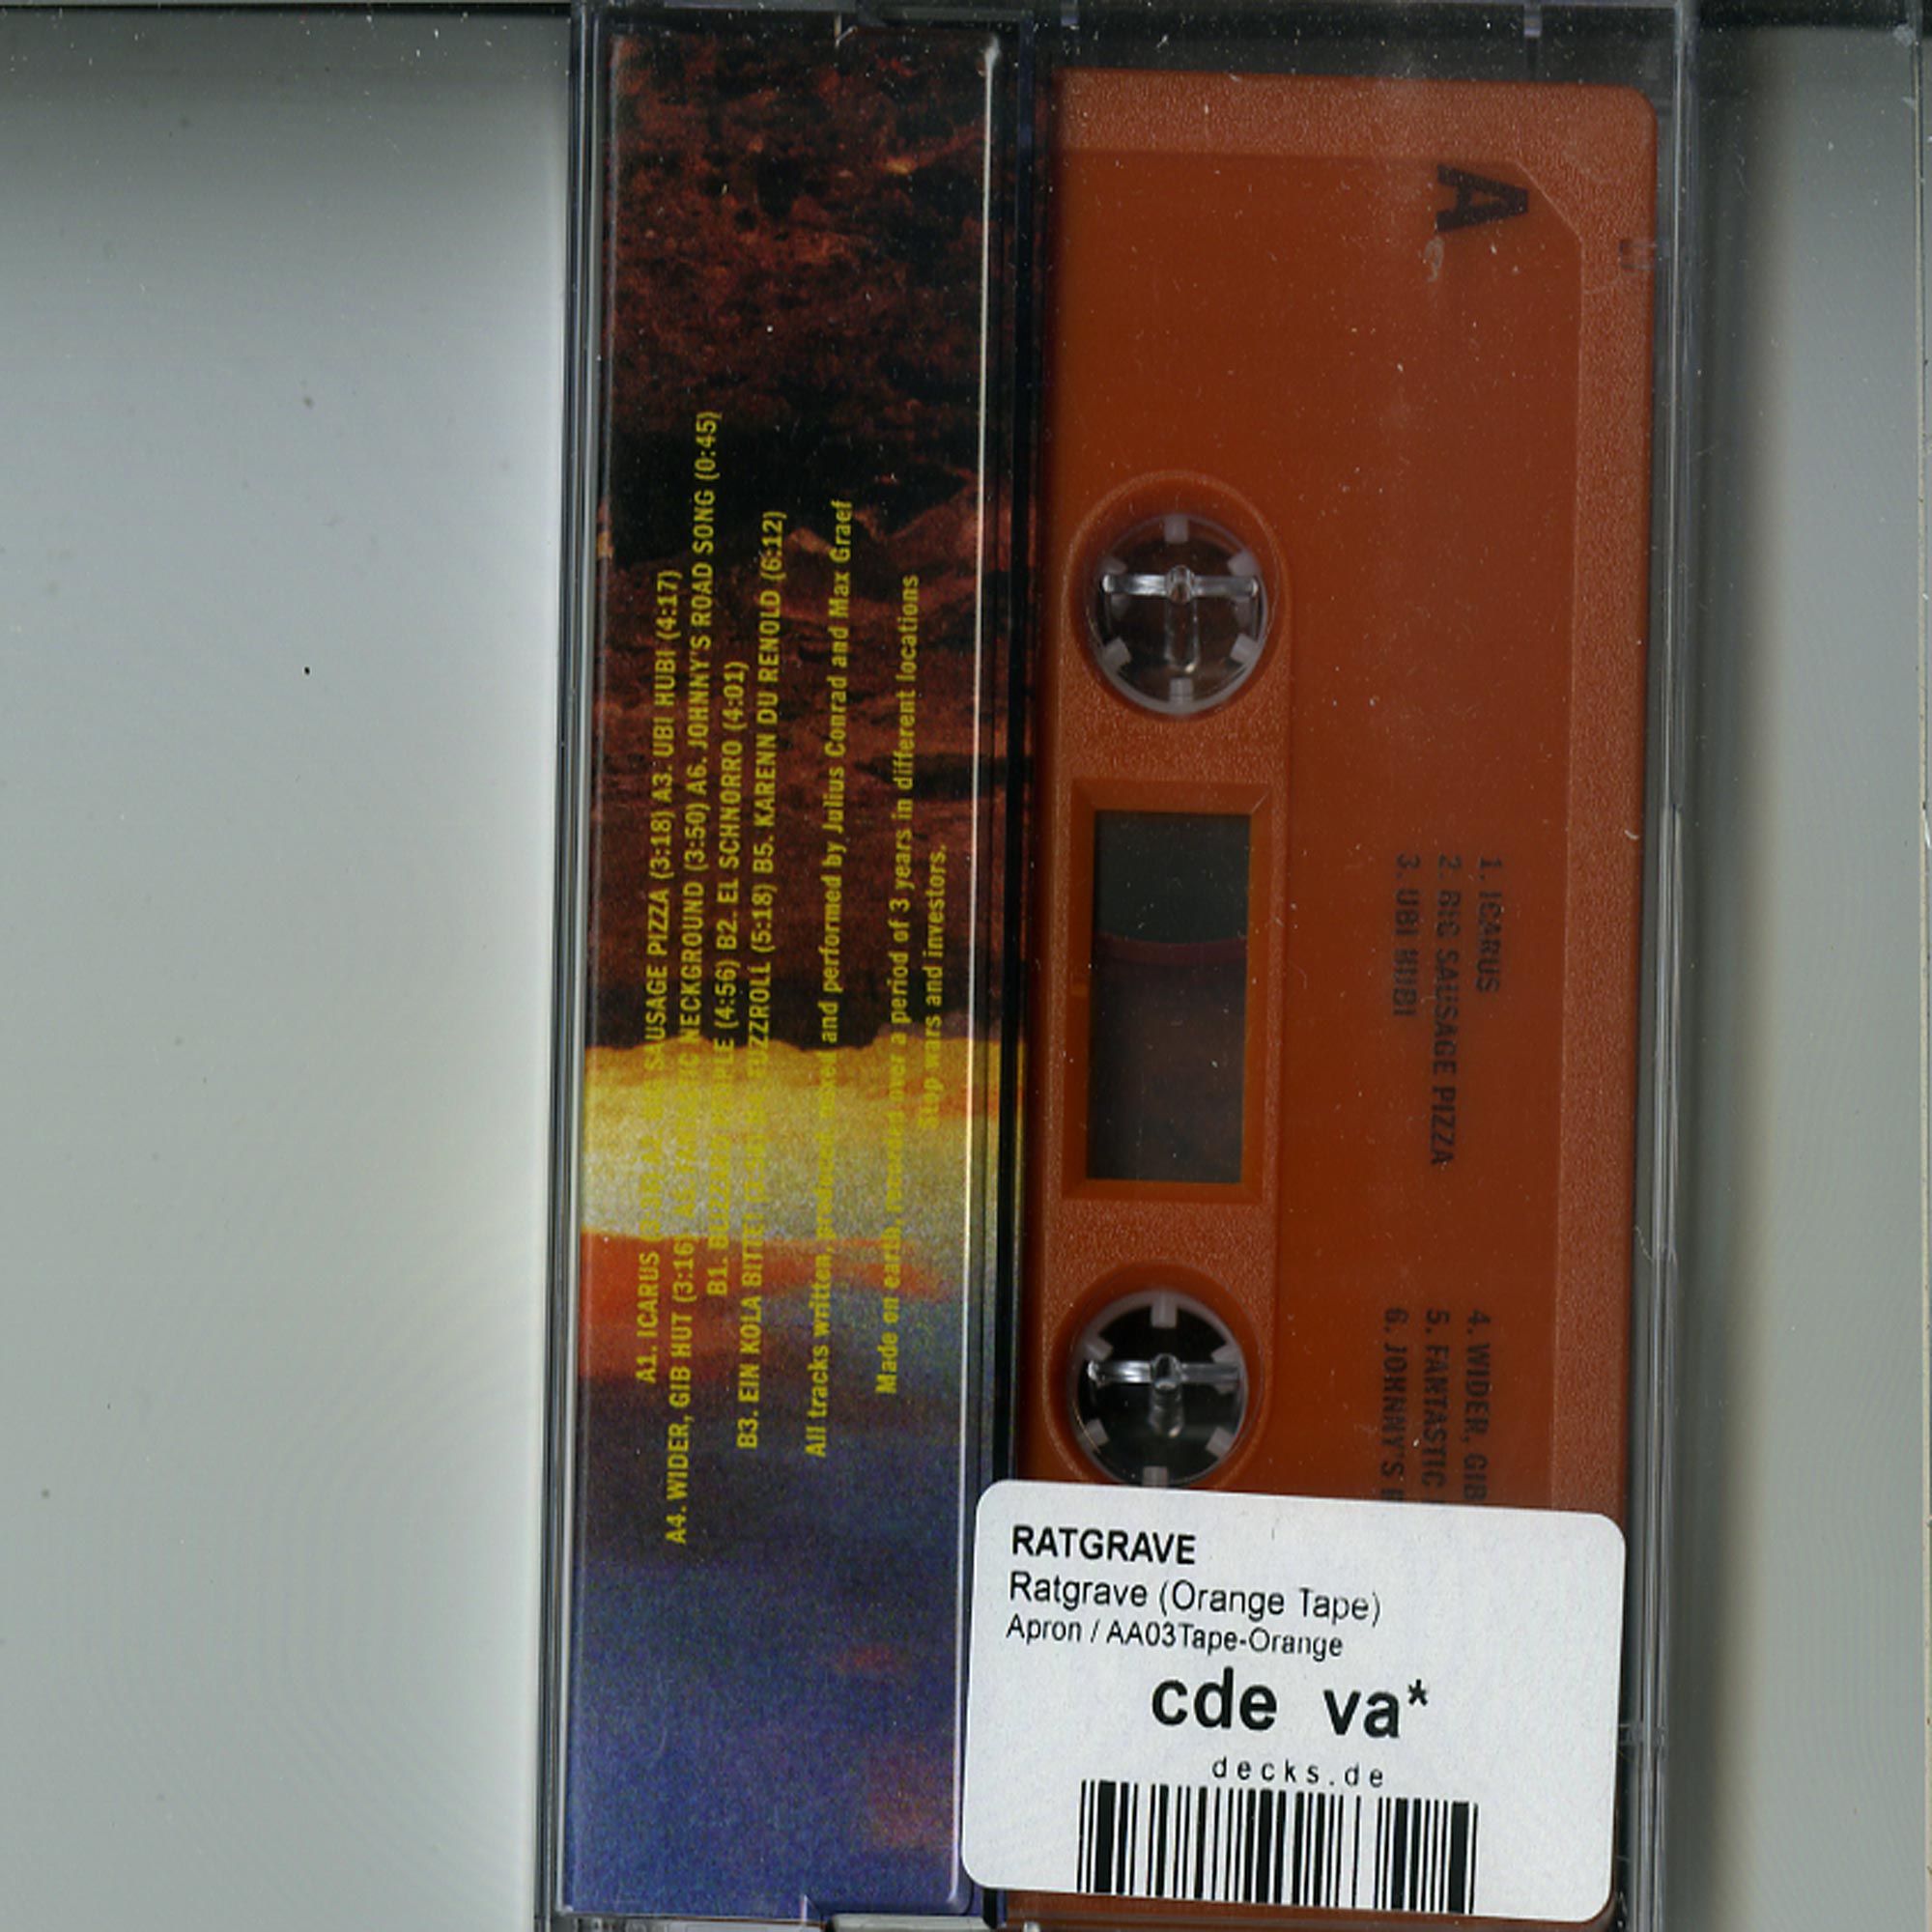 A1. ICARUS SAUSAGE PIZZA (3:18) A3. UBI HUBI (4:17)
A4. WIDER, GIB HUT (3:16) A5. FANTASTIC NECKGROUND (3:50) A6. JOHNNY'S ROAD SONG (0:45)
B1. BLIZZARD (4:56) B2. EL SCHNORRO (4:01)
B3. EIN KOLA BITTE! FUZZROLL (5:18) B5. KARENN DU RENOLD (6:12)
All tracks written, produced, mixed and performed by Julius Conrad and Max Graef
Made on earth, recorded over a period of 3 years in different locations
Stop wars and investors.
A
1. ICARUS
2. BIG SAUSAGE PIZZA
3. UBI HUBI
4. WIDER, GIB
5. FANTASTIC
6. JOHNNY'S R
RATGRAVE
Ratgrave (Orange Tape)
Apron / AA03Tape-Orange
cde va*
decks.de